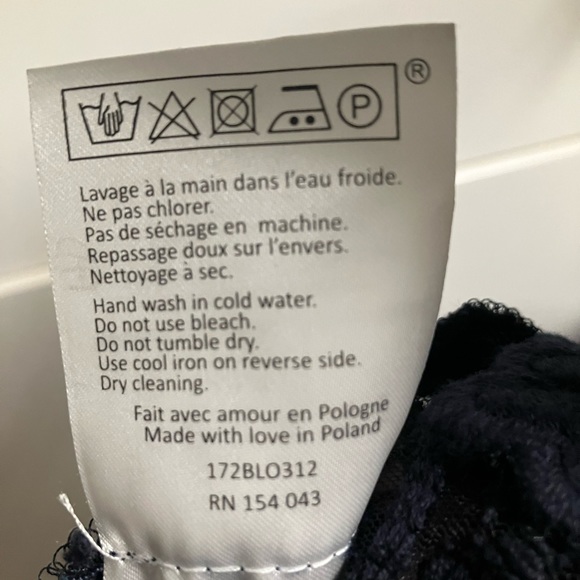 ®
P
Lavage à la main dans l'eau froide.
Ne pas chlorer.
Pas de séchage en machine.
Repassage doux sur l'envers.
Nettoyage à sec.
Hand wash in cold water.
Do not use bleach.
Do not tumble dry.
Use cool iron on reverse side.
Dry cleaning.
Fait avec amour en Pologne
Made with love in Poland
172BLO312
RN 154 043